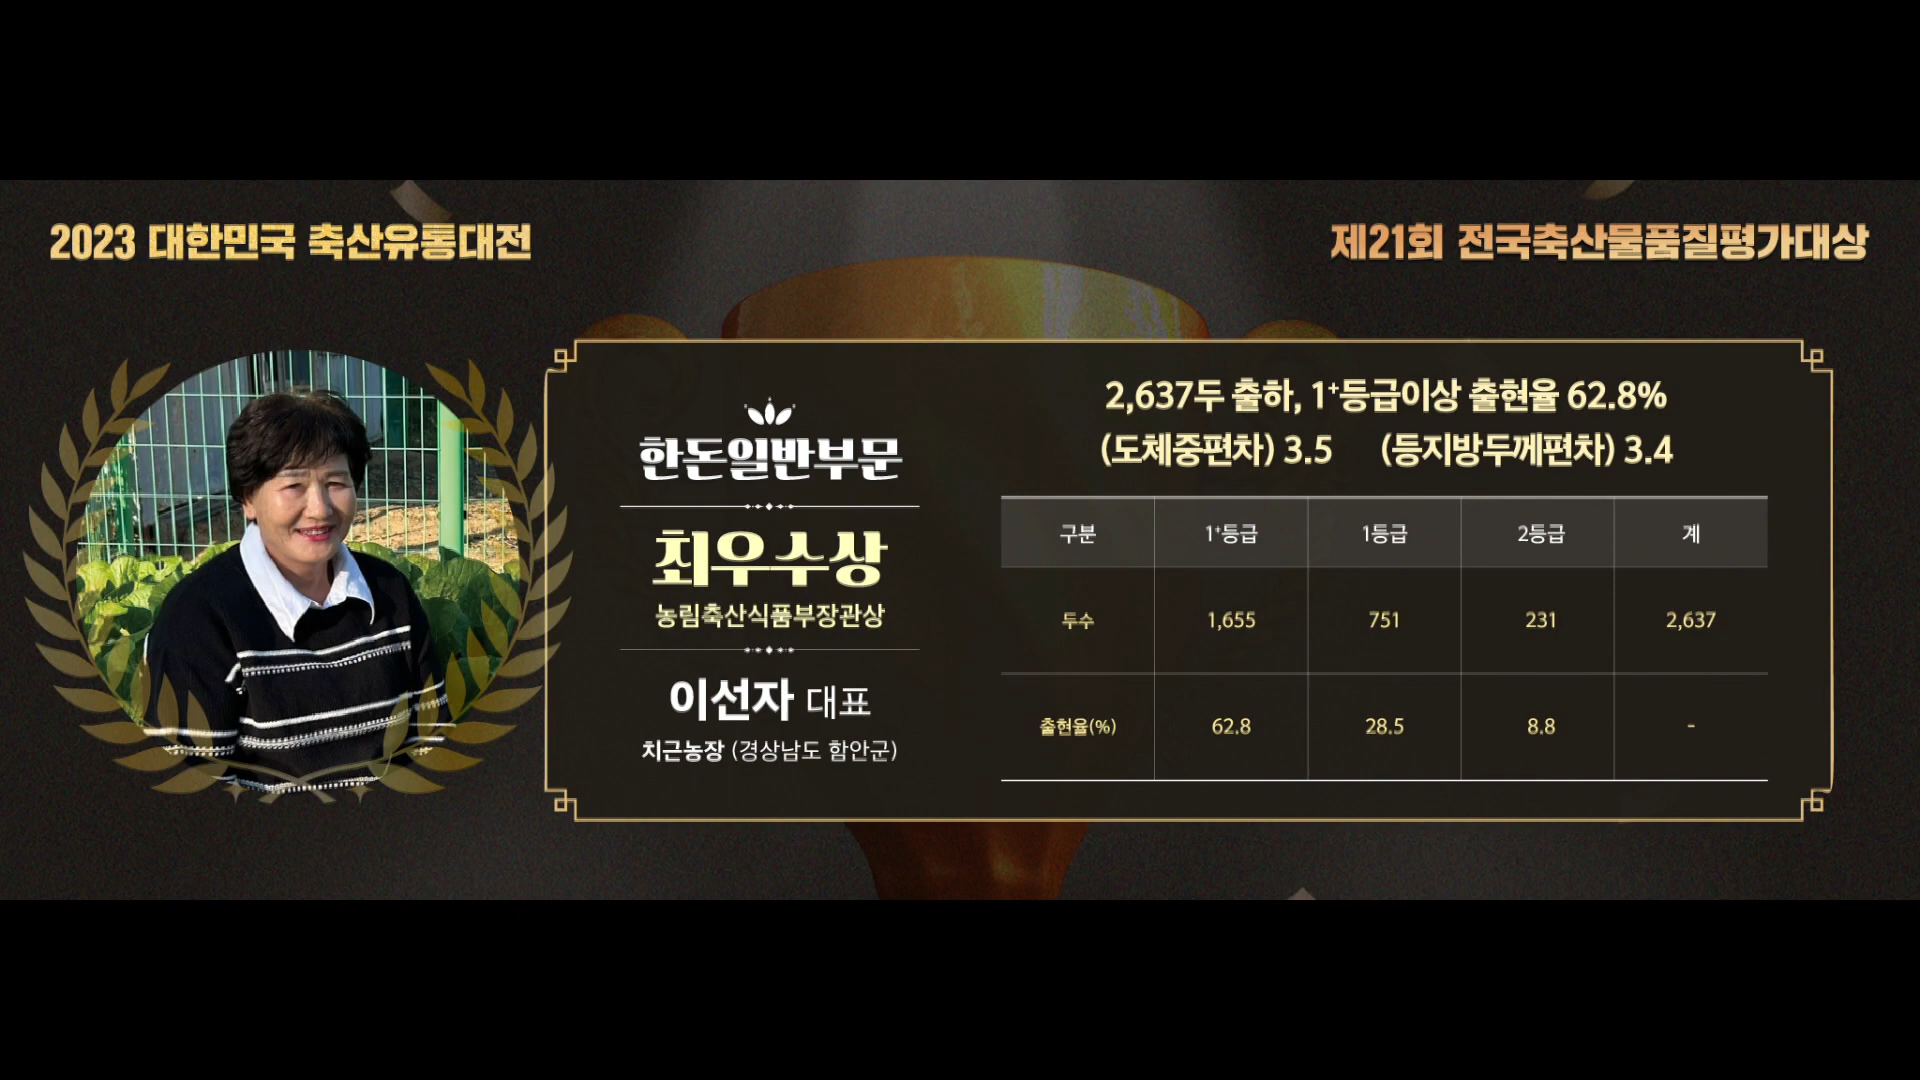 2023 대한민국 축산유통대전
제21회 전국축산물품질평가대상
한돈일반부문
최우수상
농림축산식품부장관상
이선자 대표
치근농장 (경상남도 함안군)
2,637두 출하, 1+등급이상 출현율 62.8%
(도체중편차) 3.5 (등지방두께편차) 3.4
구분 1+등급 1등급 2등급 계
두수 1,655 751 231 2,637
출현율(%) 62.8 28.5 8.8 -